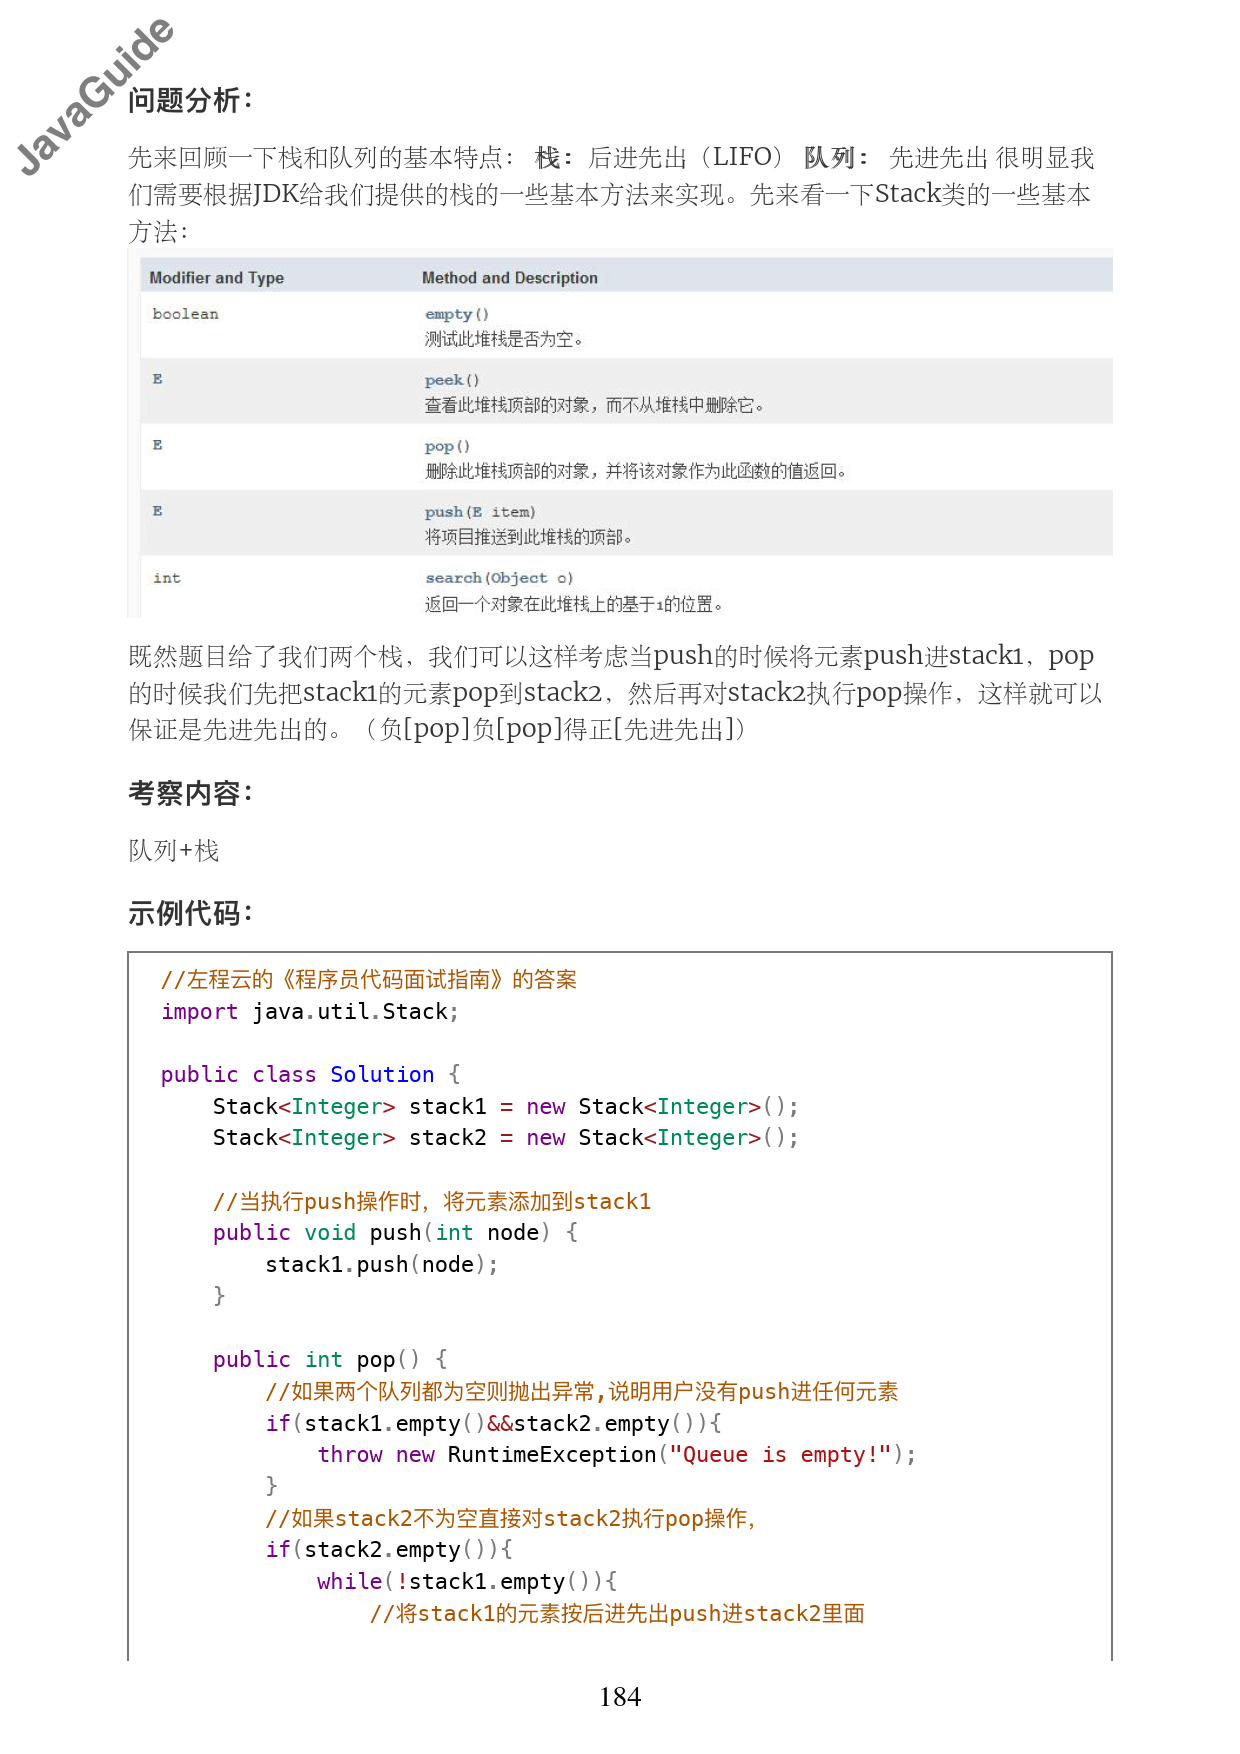 JavaGuide
问题分析：
先来回顾一下栈和队列的基本特点： 栈：后进先出（LIFO） 队列： 先进先出 很明显我
们需要根据JDK给我们提供的栈的一些基本方法来实现。先来看一下Stack类的一些基本
方法：
Modifier and Type Method and Description
boolean empty()
测试此堆栈是否为空。
E peek()
查看此堆栈顶部的对象，而不从堆栈中删除它。
E pop()
删除此堆栈顶部的对象，并将该对象作为此函数的值返回。
E push(E item)
将项目推送到此堆栈的顶部。
int search(Object o)
返回一个对象在此堆栈上的基于1的位置。
既然题目给了我们两个栈，我们可以这样考虑当push的时候将元素push进stack1，pop
的时候我们先把stack1的元素pop到stack2，然后再对stack2执行pop操作，这样就可以
保证是先进先出的。（负[pop]负[pop]得正[先进先出]）
考察内容：
队列+栈
示例代码：
//左程云的《程序员代码面试指南》的答案
import java.util.Stack;
public class Solution {
Stack<Integer> stack1 = new Stack<Integer>();
Stack<Integer> stack2 = new Stack<Integer>();
//当执行push操作时，将元素添加到stack1
public void push(int node) {
stack1.push(node);
}
public int pop() {
//如果两个队列都为空则抛出异常,说明用户没有push进任何元素
if(stack1.empty()&&stack2.empty()){
throw new RuntimeException("Queue is empty!");
}
//如果stack2不为空直接对stack2执行pop操作，
if(stack2.empty()){
while(!stack1.empty()){
//将stack1的元素按后进先出push进stack2里面
184